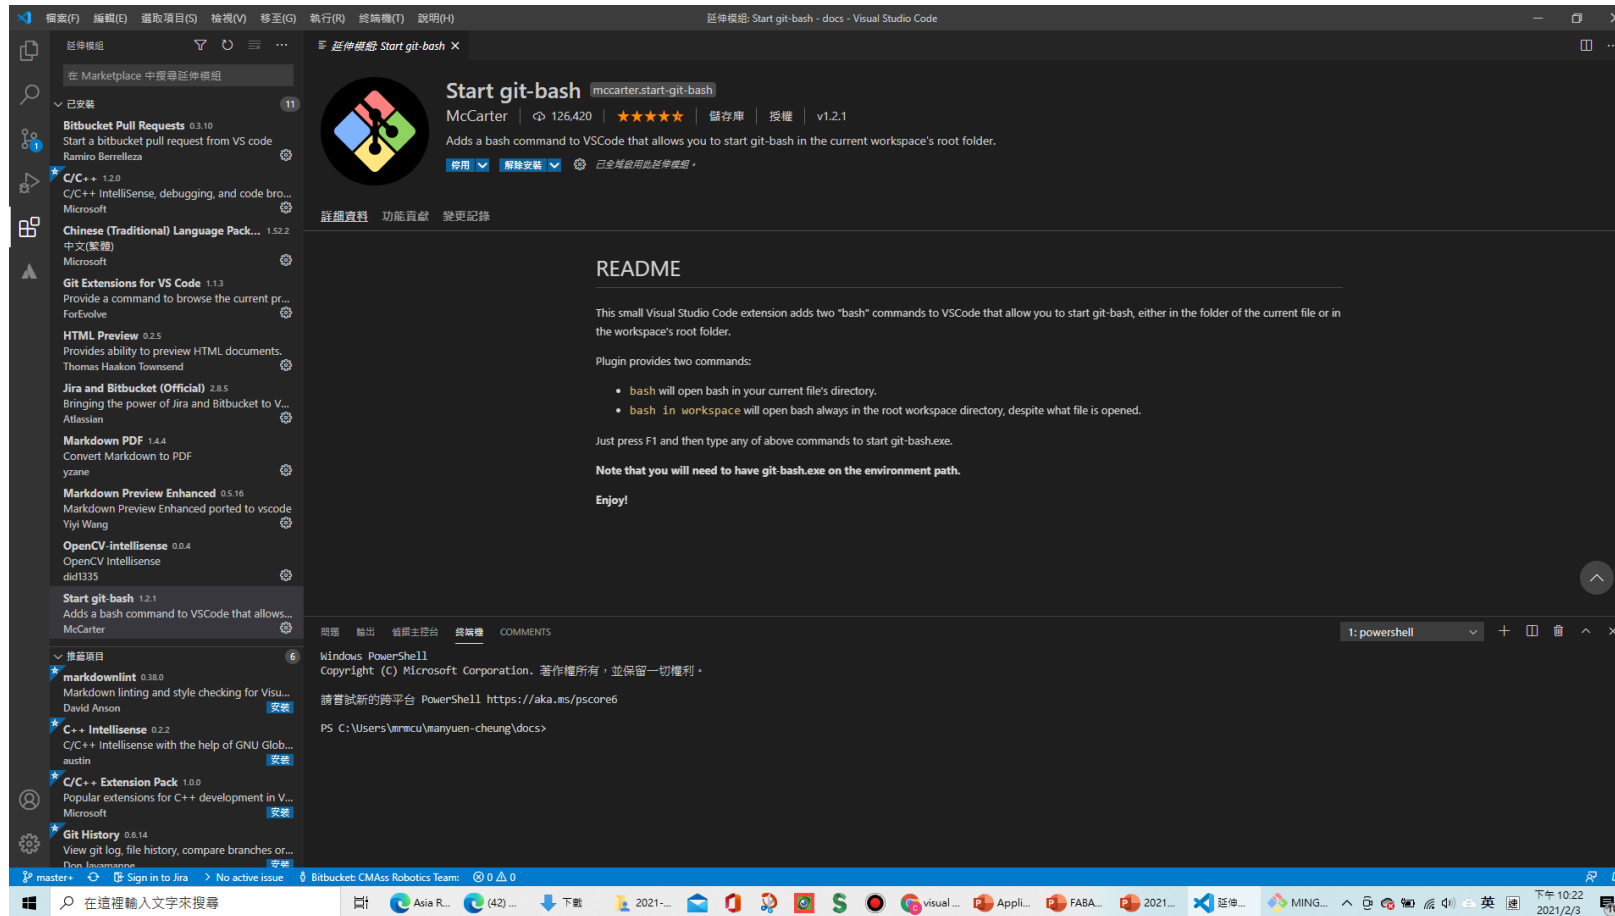 檔案(F) 編輯(E) 選取項目(S) 檢視(V) 移至(G) 執行(R) 終端機(T) 說明(H)
延伸模組: Start git-bash - docs - Visual Studio Code
延伸模組
延伸模組: Start git-bash
在 Marketplace 中搜尋延伸模組
已安裝 11
Bitbucket Pull Requests 0.3.10
Start a bitbucket pull request from VS code
Ramiro Berrelleza
C/C++ 1.2.0
C/C++ IntelliSense, debugging, and code bro...
Microsoft
Chinese (Traditional) Language Pack... 1.52.2
中文(繁體)
Microsoft
Git Extensions for VS Code 1.1.3
Provide a command to browse the current pr...
ForEvolve
HTML Preview 0.2.5
Provides ability to preview HTML documents.
Thomas Haakon Townsend
Jira and Bitbucket (Official) 2.8.5
Bringing the power of Jira and Bitbucket to V...
Atlassian
Markdown PDF 1.4.4
Convert Markdown to PDF
yzane
Markdown Preview Enhanced 0.5.16
Markdown Preview Enhanced ported to vscode
Yiyi Wang
OpenCV-intellisense 0.0.4
OpenCV Intellisense
did1335
Start git-bash 1.2.1
Adds a bash command to VSCode that allows...
McCarter
推薦項目 6
markdownlint 0.38.0
Markdown linting and style checking for Visu...
David Anson 安裝
C++ Intellisense 0.2.2
C/C++ Intellisense with the help of GNU Glob...
austin 安裝
C/C++ Extension Pack 1.0.0
Popular extensions for C++ development in V...
Microsoft 安裝
Git History 0.6.14
View git log, file history, compare branches or...
Don Jayamanne 安裝
Start git-bash mccarter.start-git-bash
McCarter 126,420 儲存庫 授權 v1.2.1
Adds a bash command to VSCode that allows you to start git-bash in the current workspace's root folder.
停用 解除安裝 已全域啟用此延伸模組。
詳細資料 功能貢獻 變更記錄
README
This small Visual Studio Code extension adds two "bash" commands to VSCode that allow you to start git-bash, either in the folder of the current file or in
the workspace's root folder.
Plugin provides two commands:
bash will open bash in your current file's directory.
bash in workspace will open bash always in the root workspace directory, despite what file is opened.
Just press F1 and then type any of above commands to start git-bash.exe.
Note that you will need to have git-bash.exe on the environment path.
Enjoy!
問題 輸出 偵錯主控台 終端機 COMMENTS
1: powershell
Windows PowerShell
Copyright (C) Microsoft Corporation. 著作權所有，並保留一切權利。
請嘗試新的跨平台 PowerShell https://aka.ms/pscore6
PS C:\Users\mrmcu\manyuen-cheung\docs>
master+ Sign in to Jira No active issue Bitbucket: CMAss Robotics Team: 0 0
在這裡輸入文字來搜尋
Asia R... (42) ... 下載 2021-... visual ... Appli... FABA... 2021... 延伸... MING... 英
下午 10:22
2021/2/3